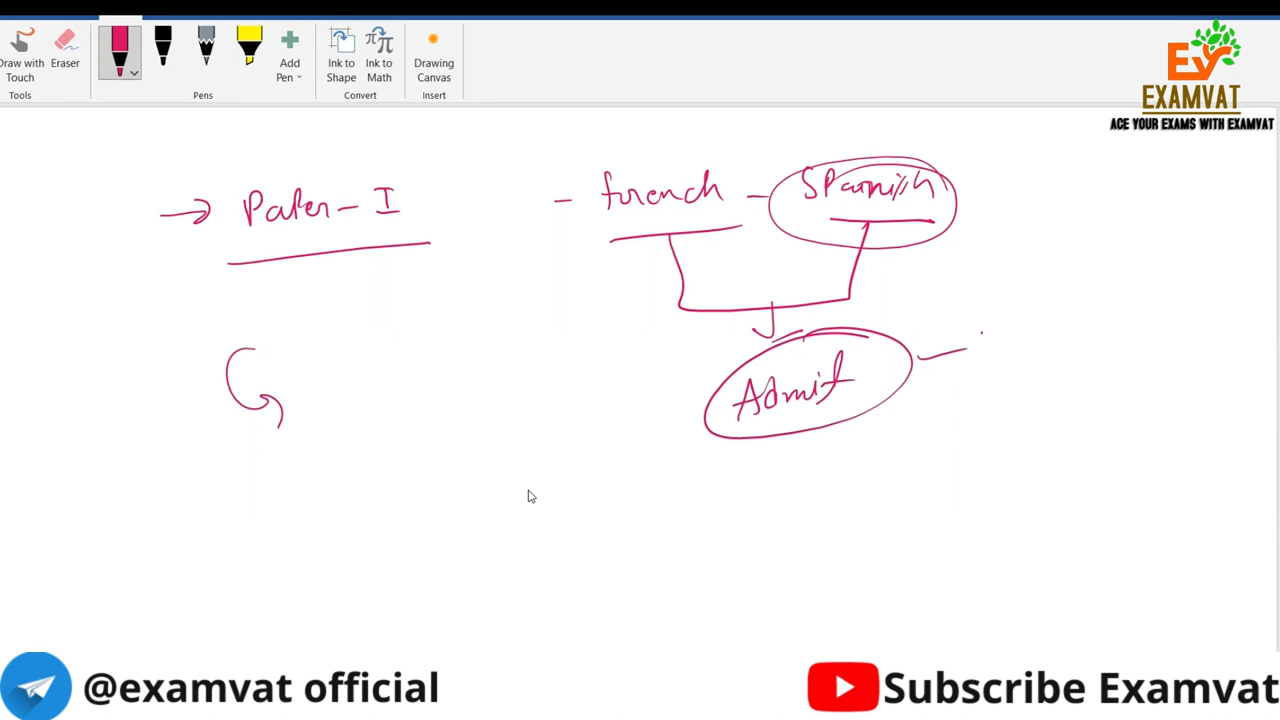 Draw with Touch
Eraser
Add Pen
Ink to Shape
Ink to Math
Drawing Canvas
Tools
Pens
Convert
Insert
EV
EXAMVAT
ACE YOUR EXAMS WITH EXAMVAT
→ Paper - I - french - Spanish
Admit
@examvat official
Subscribe Examvat